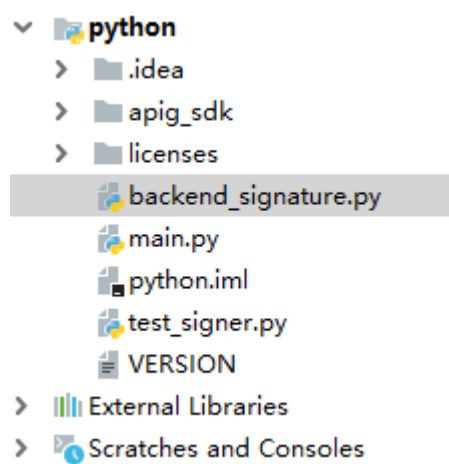 python
.idea
apig_sdk
licenses
backend_signature.py
main.py
python.iml
test_signer.py
VERSION
External Libraries
Scratches and Consoles